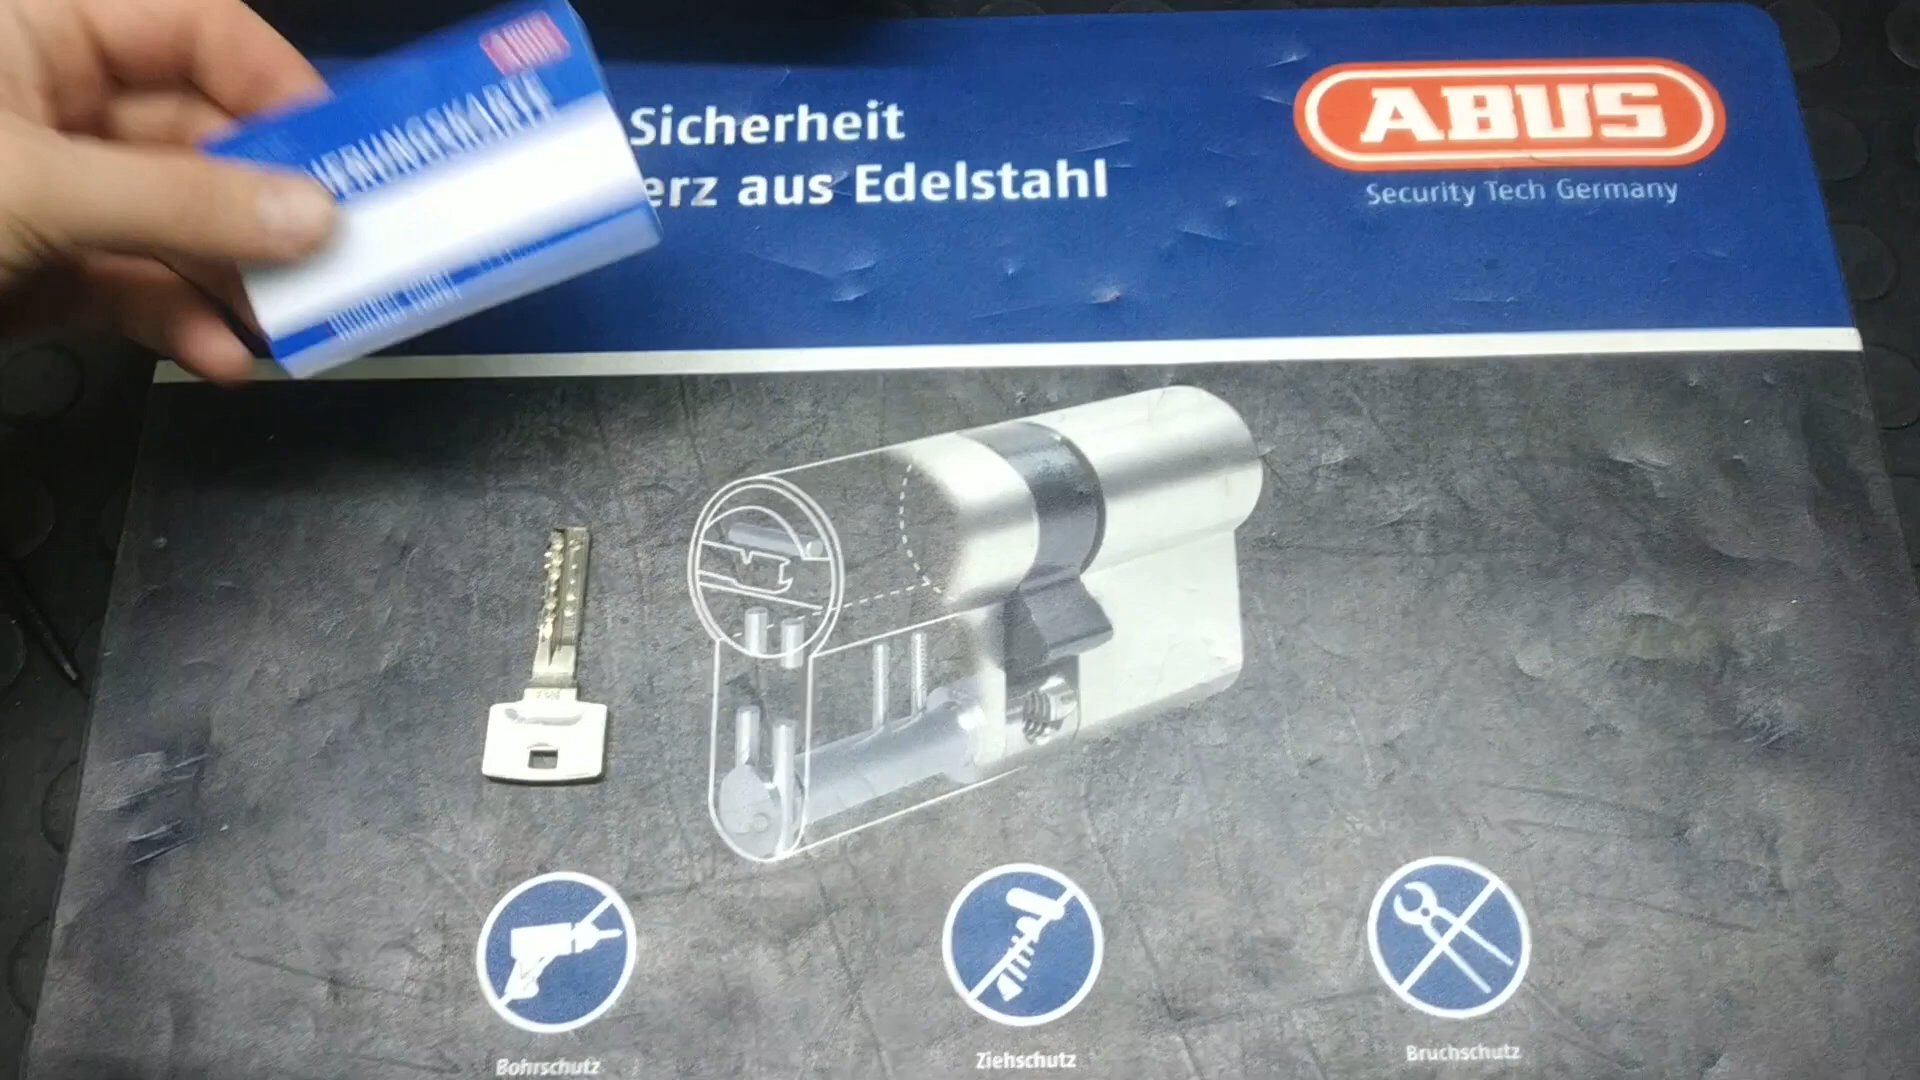 Sicherheit
erz aus Edelstahl
ABUS
Security Tech Germany
Bohrschutz
Ziehschutz
Bruchschutz